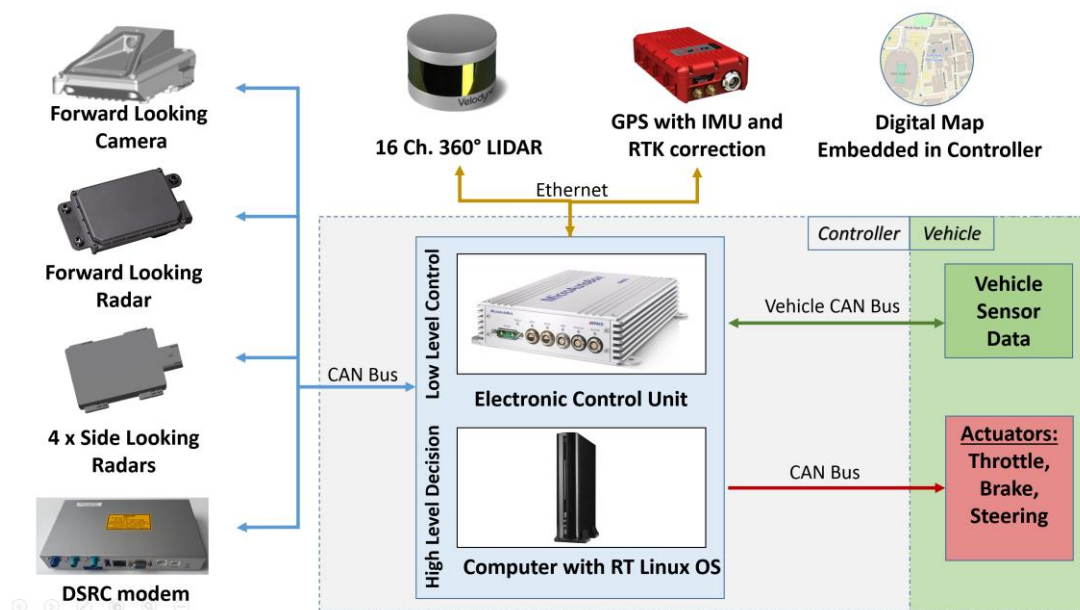 Forward Looking
Camera
Forward Looking
Radar
4 x Side Looking
Radars
DSRC modem
Velodyne
16 Ch. 360° LIDAR
GPS with IMU and
RTK correction
Digital Map
Embedded in Controller
Ethernet
Controller
Vehicle
CAN Bus
Low Level Control
MicroAutoBox
Electronic Control Unit
High Level Decision
Computer with RT Linux OS
Vehicle CAN Bus
Vehicle
Sensor
Data
CAN Bus
Actuators:
Throttle,
Brake,
Steering